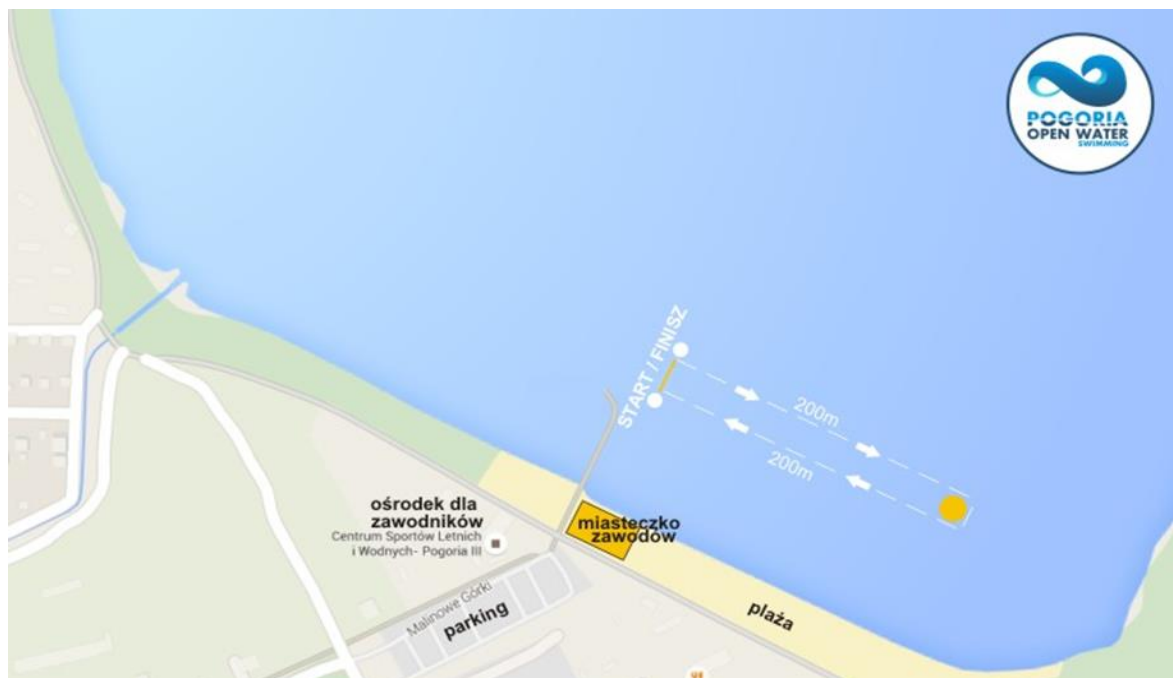 POGORIA
OPEN WATER
SWIMMING
START / FINISZ
200m
200m
ośrodek dla
zawodników
Centrum Sportów Letnich
i Wodnych- Pogoria III
miasteczko
zawodów
Malinowe Górki
parking
plaża